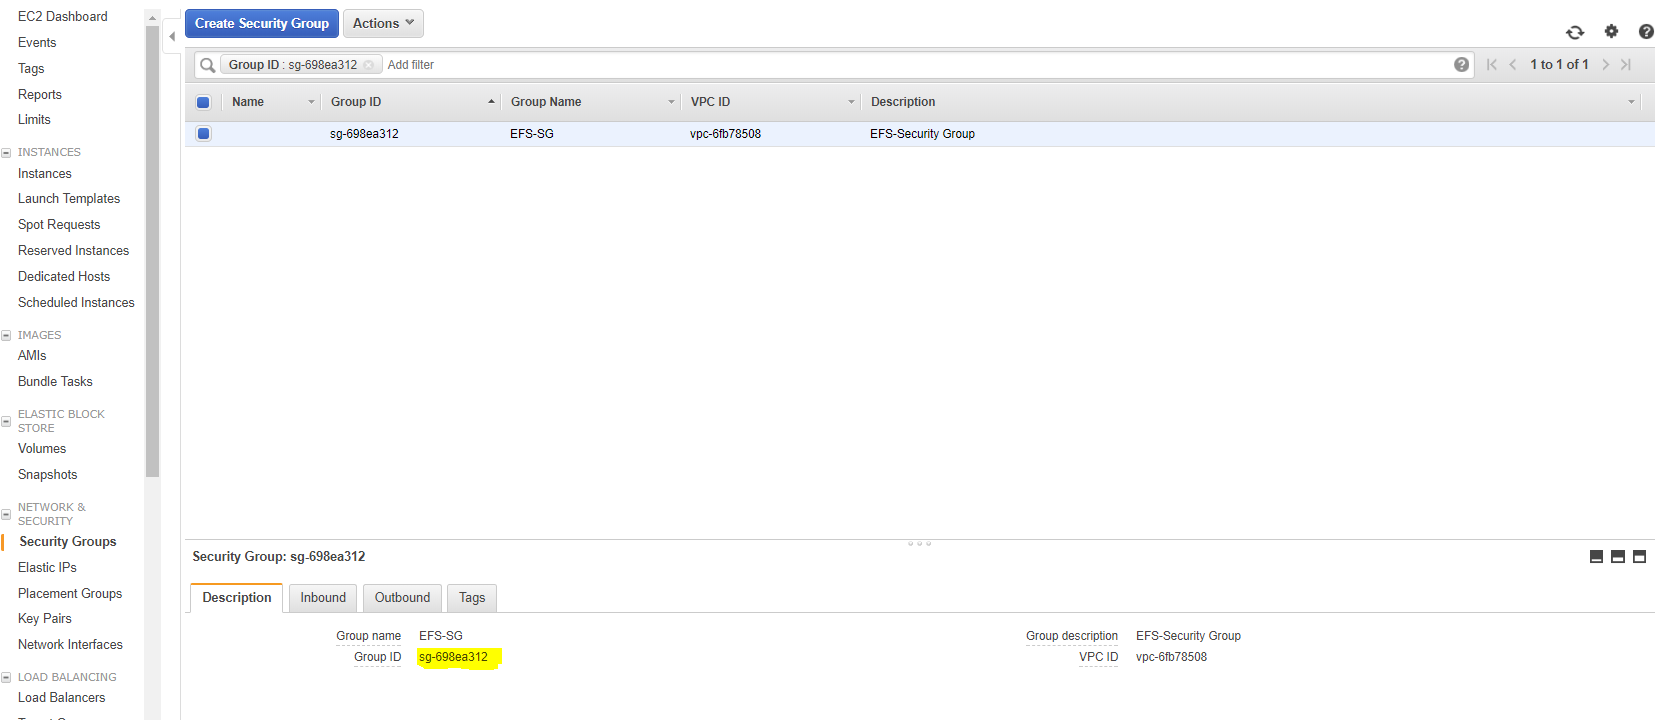 EC2 Dashboard
Events
Tags
Reports
Limits
INSTANCES
Instances
Launch Templates
Spot Requests
Reserved Instances
Dedicated Hosts
Scheduled Instances
IMAGES
AMIs
Bundle Tasks
ELASTIC BLOCK
STORE
Volumes
Snapshots
NETWORK &
SECURITY
Security Groups
Elastic IPs
Placement Groups
Key Pairs
Network Interfaces
LOAD BALANCING
Load Balancers
Create Security Group Actions
Group ID : sg-698ea312 Add filter 1 to 1 of 1
Name Group ID Group Name VPC ID Description
sg-698ea312 EFS-SG vpc-6fb78508 EFS-Security Group
Security Group: sg-698ea312
Description Inbound Outbound Tags
Group name EFS-SG Group description EFS-Security Group
Group ID sg-698ea312 VPC ID vpc-6fb78508